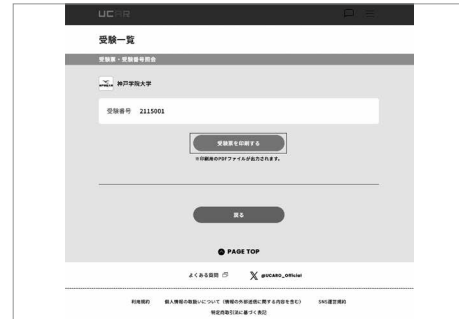 UCARO
受験一覧
受験票・受験番号照会
神戸学院大学
受験番号 2115001
受験票を印刷する
※印刷用のPDFファイルが出力されます。
戻る
PAGE TOP
よくある質問 @UCARO_Official
利用規約 個人情報の取扱いについて（情報の外部送信に関する内容を含む） SNS運営規約
特定商取引法に基づく表記